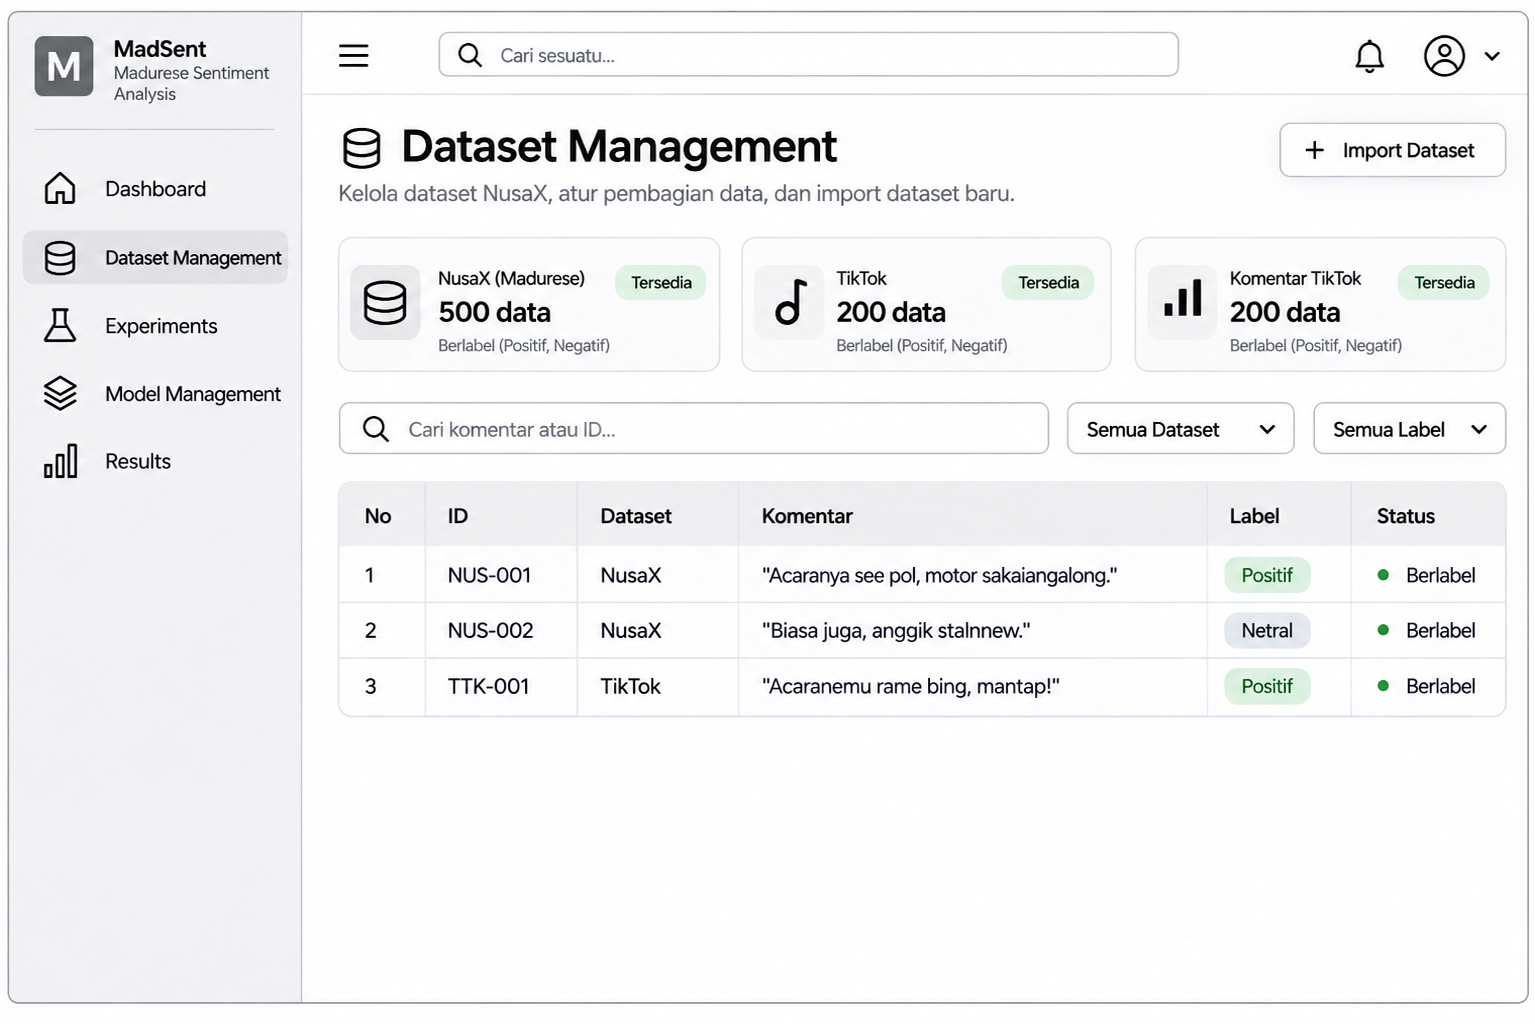 M
MadSent
Madurese Sentiment
Analysis
Dashboard
Dataset Management
Experiments
Model Management
Results
Cari sesuatu...
Dataset Management
Kelola dataset NusaX, atur pembagian data, dan import dataset baru.
+ Import Dataset
NusaX (Madurese)
Tersedia
500 data
Berlabel (Positif, Negatif)
TikTok
Tersedia
200 data
Berlabel (Positif, Negatif)
Komentar TikTok
Tersedia
200 data
Berlabel (Positif, Negatif)
Cari komentar atau ID...
Semua Dataset
Semua Label
No ID Dataset Komentar Label Status
1 NUS-001 NusaX "Acaranya see pol, motor sakaiangalong." Positif Berlabel
2 NUS-002 NusaX "Biasa juga, anggik stalnnew." Netral Berlabel
3 TTK-001 TikTok "Acaranemu rame bing, mantap!" Positif Berlabel